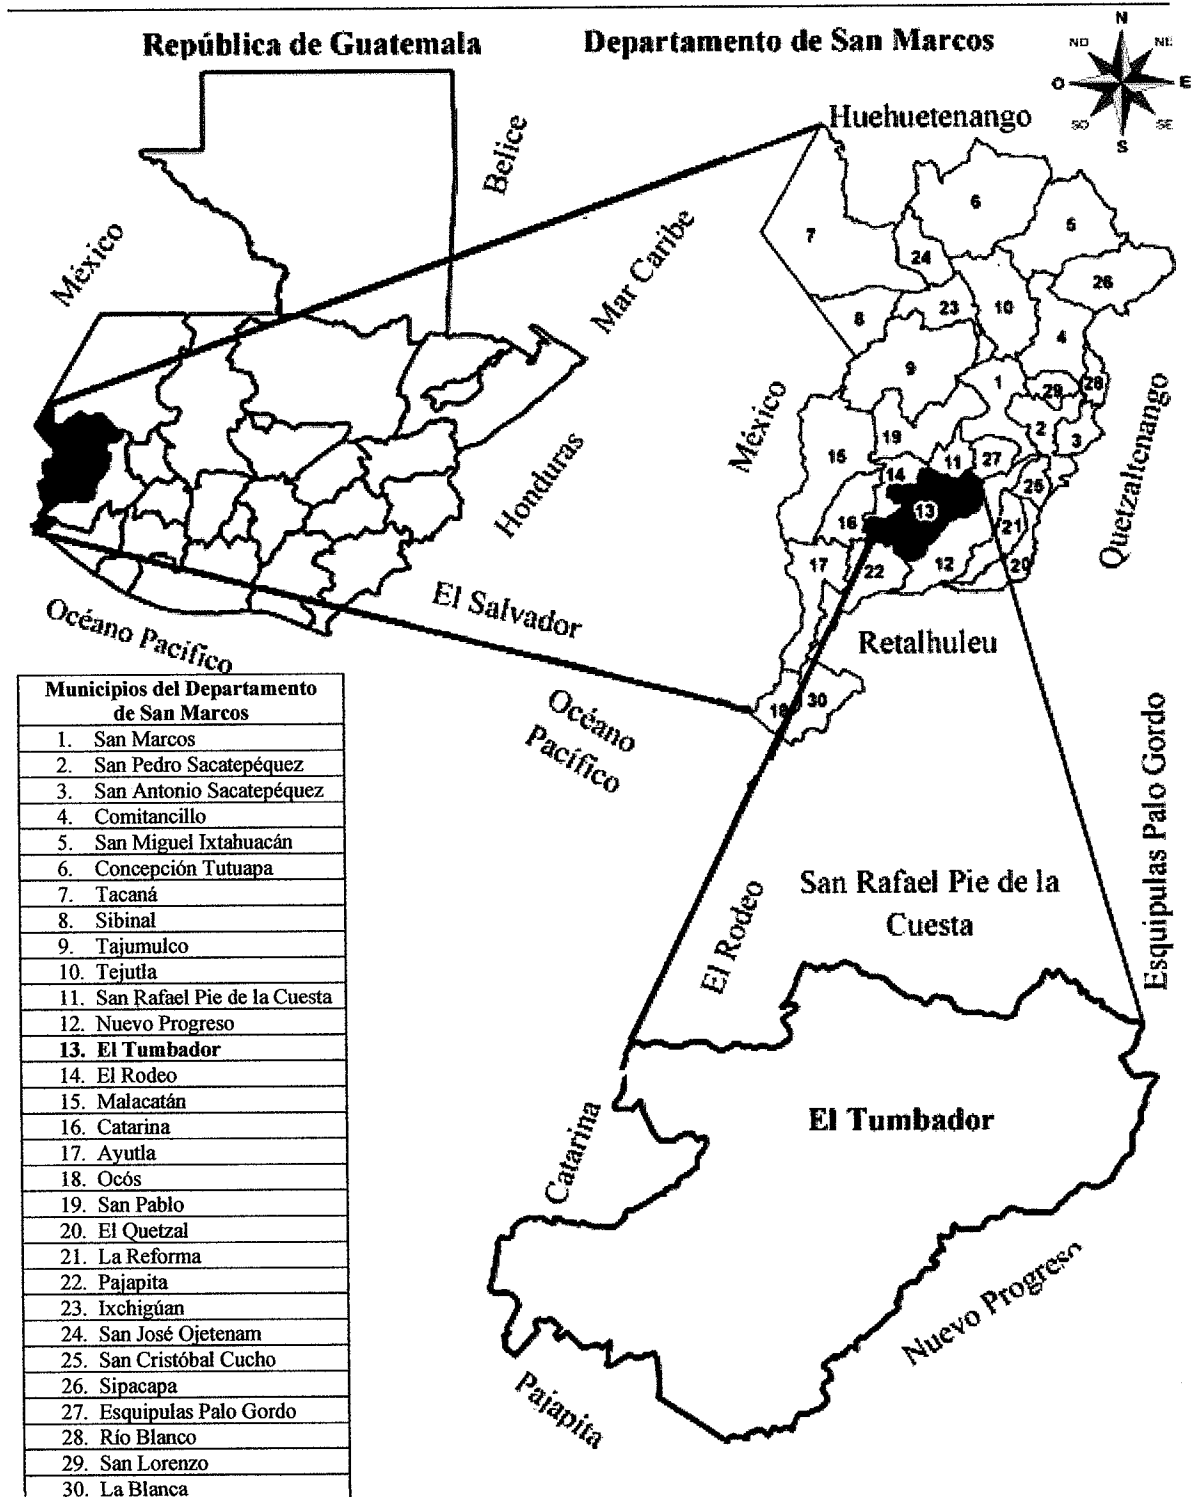 República de Guatemala
Departamento de San Marcos
N
NO
NE
O
E
SO
SE
S
Huehuetenango
Belice
México
Mar Caribe
6
5
7
24
26
8
23
10
4
9
1
29
28
México
Quetzaltenango
2
3
19
15
11
27
14
25
13
16
21
17
22
12
20
Honduras
El Salvador
Océano Pacífico
Retalhuleu
18
30
Océano
Pacífico
Municipios del Departamento
de San Marcos
1. San Marcos
2. San Pedro Sacatepéquez
3. San Antonio Sacatepéquez
4. Comitancillo
5. San Miguel Ixtahuacán
6. Concepción Tutuapa
7. Tacaná
8. Sibinal
9. Tajumulco
10. Tejutla
11. San Rafael Pie de la Cuesta
12. Nuevo Progreso
13. El Tumbador
14. El Rodeo
15. Malacatán
16. Catarina
17. Ayutla
18. Ocós
19. San Pablo
20. El Quetzal
21. La Reforma
22. Pajapita
23. Ixchigúan
24. San José Ojetenam
25. San Cristóbal Cucho
26. Sipacapa
27. Esquipulas Palo Gordo
28. Río Blanco
29. San Lorenzo
30. La Blanca
Esquipulas Palo Gordo
San Rafael Pie de la
Cuesta
El Rodeo
El Tumbador
Catarina
Nuevo Progreso
Pajapita